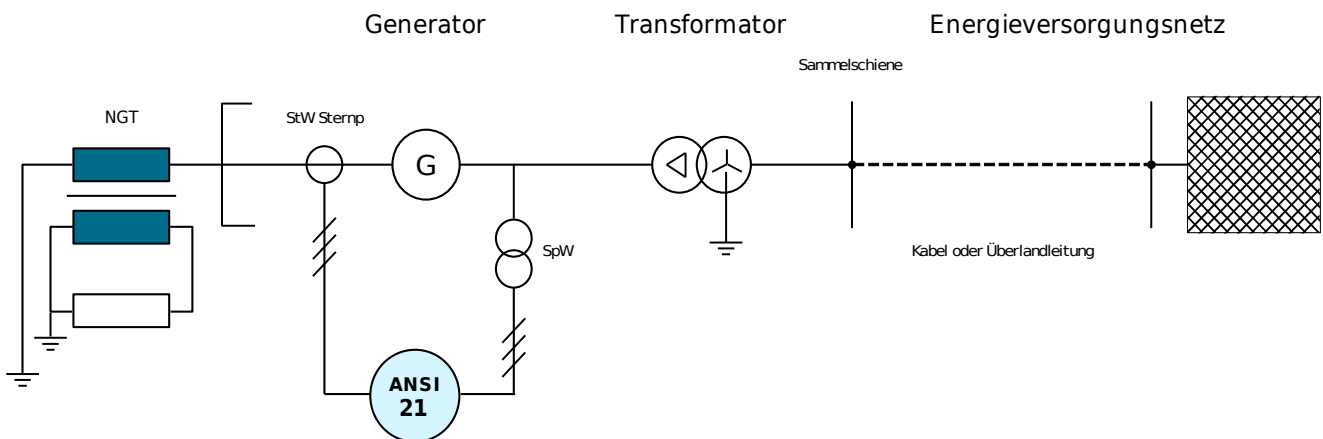 Generator
Transformator
Energieversorgungsnetz
Sammelschiene
NGT
StW Sternp
G
SpW
Kabel oder Überlandleitung
ANSI
21